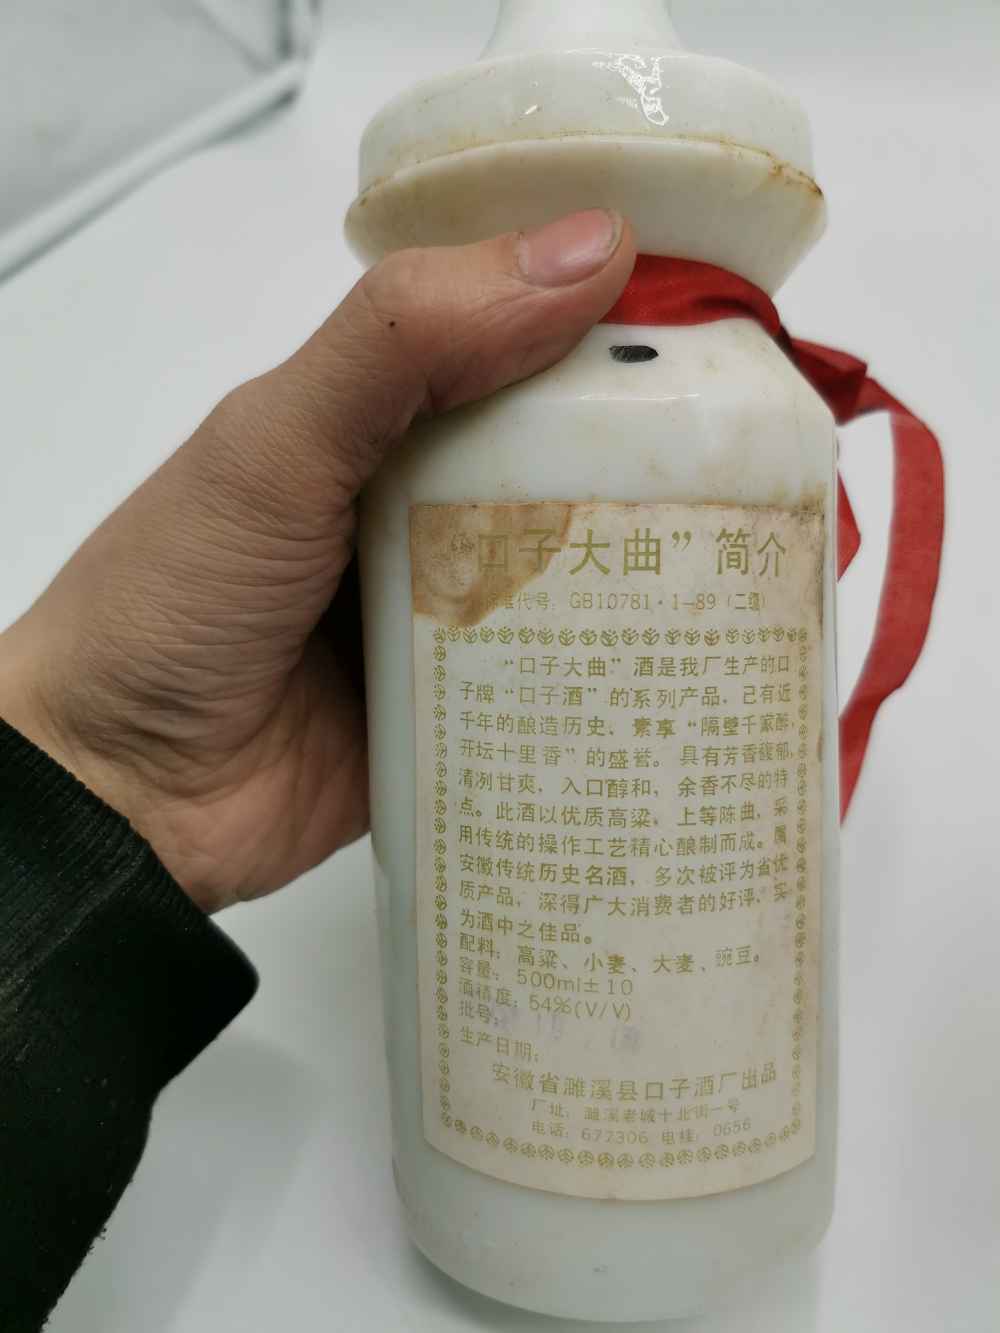 口子大曲”简介
标准代号：GB10781·1—89（二级）
“口子大曲”酒是我厂生产的口
子牌“口子酒”的系列产品，已有近
千年的酿造历史、素享“隔壁千家醉，
开坛十里香”的盛誉。具有芳香馥郁，
清冽甘爽，入口醇和，余香不尽的特
点。此酒以优质高粱，上等陈曲，采
用传统的操作工艺精心酿制而成。属
安徽传统历史名酒，多次被评为省优
质产品，深得广大消费者的好评，实
为酒中之佳品。
配料：高粱、小麦、大麦、豌豆。
容量：500ml±10
酒精度：54%(V/V)
批号：
生产日期：
安徽省濉溪县口子酒厂出品
厂址：濉溪老城十北街一号
电话：677306 电挂：0656